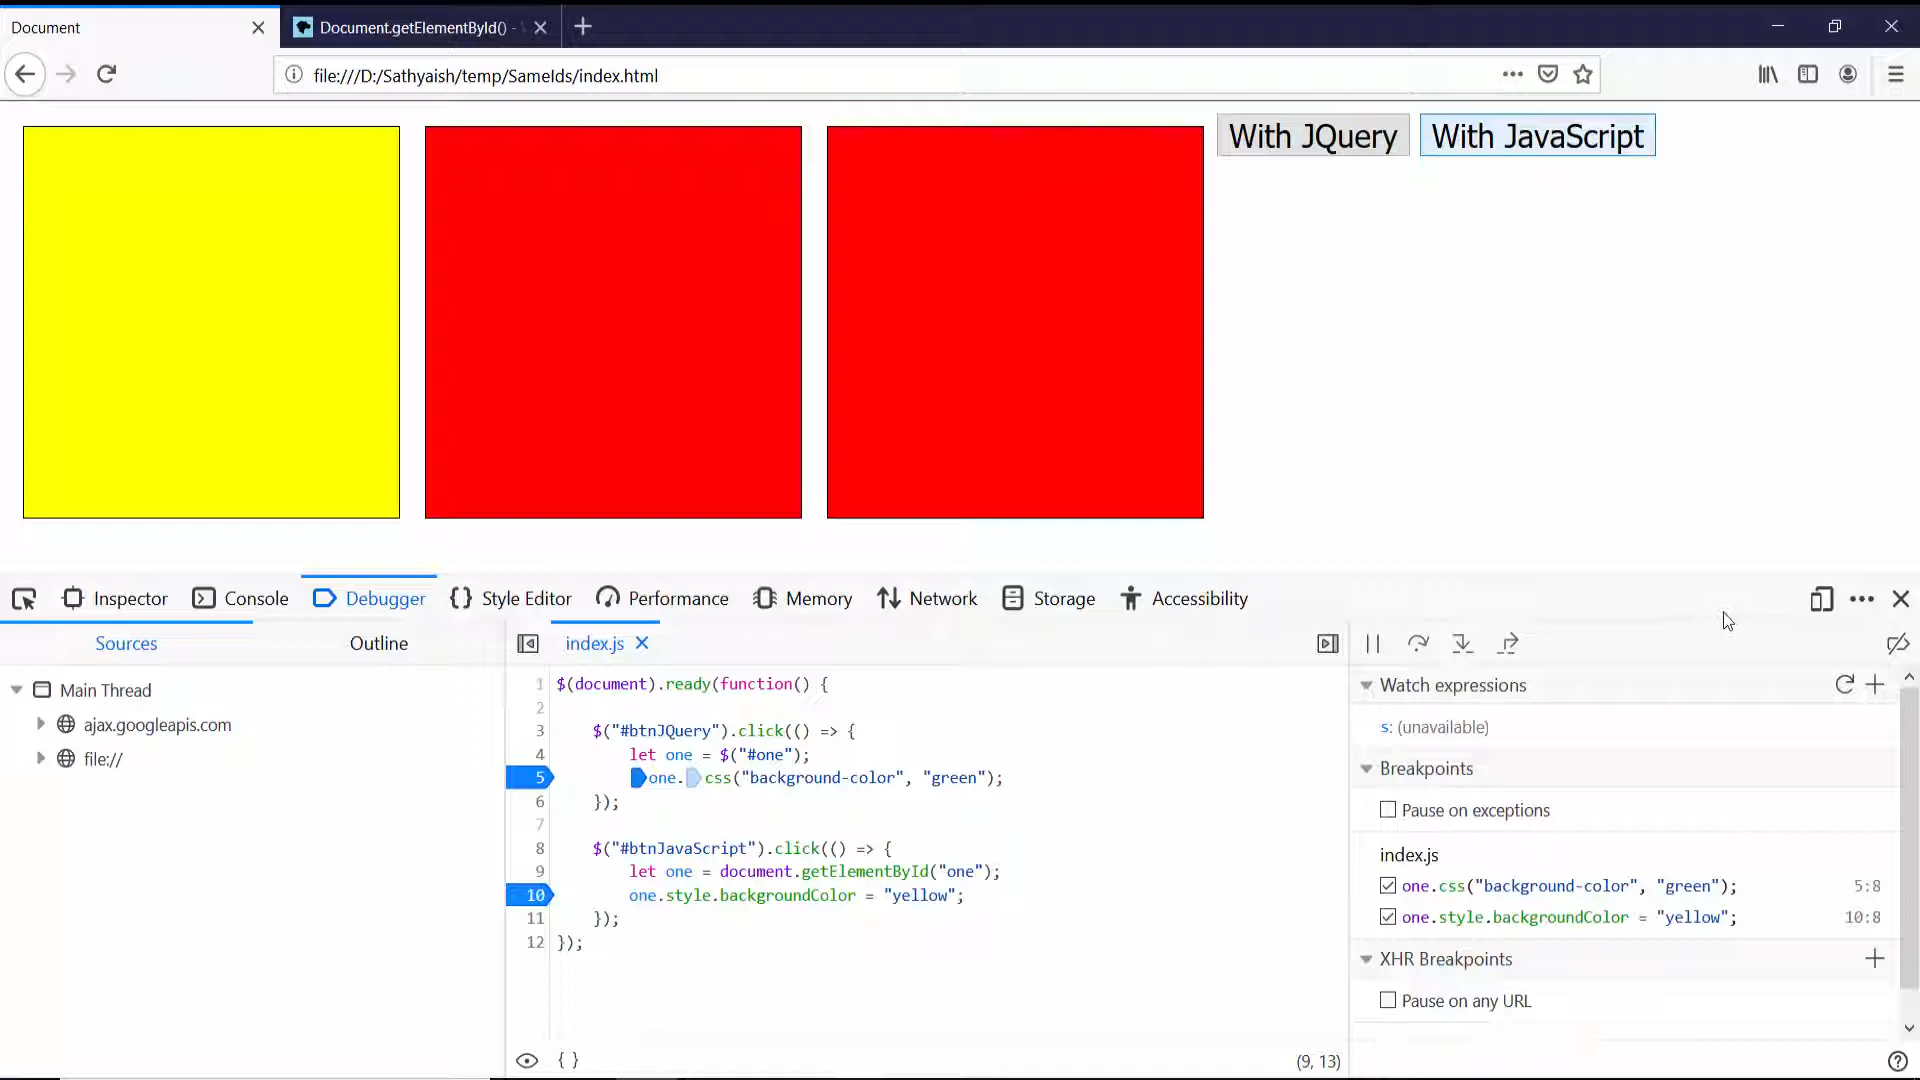 Document
Document.getElementById() -
file:///D:/Sathyaish/temp/SameIds/index.html
With JQuery
With JavaScript
Inspector
Console
Debugger
Style Editor
Performance
Memory
Network
Storage
Accessibility
Sources
Outline
index.js
Main Thread
ajax.googleapis.com
file://
1 $(document).ready(function() {
2
3 $("#btnJQuery").click(() => {
4 let one = $("#one");
5 one.css("background-color", "green");
6 });
7
8 $("#btnJavaScript").click(() => {
9 let one = document.getElementById("one");
10 one.style.backgroundColor = "yellow";
11 });
12 });
{ }
(9, 13)
Watch expressions
s: (unavailable)
Breakpoints
Pause on exceptions
index.js
one.css("background-color", "green"); 5:8
one.style.backgroundColor = "yellow"; 10:8
XHR Breakpoints
Pause on any URL